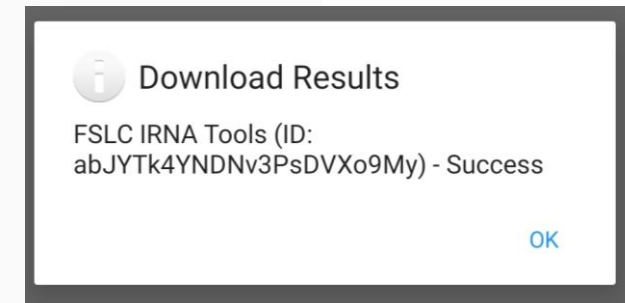 Download Results
FSLC IRNA Tools (ID:
abJYTk4YNDNv3PsDVXo9My) - Success
OK